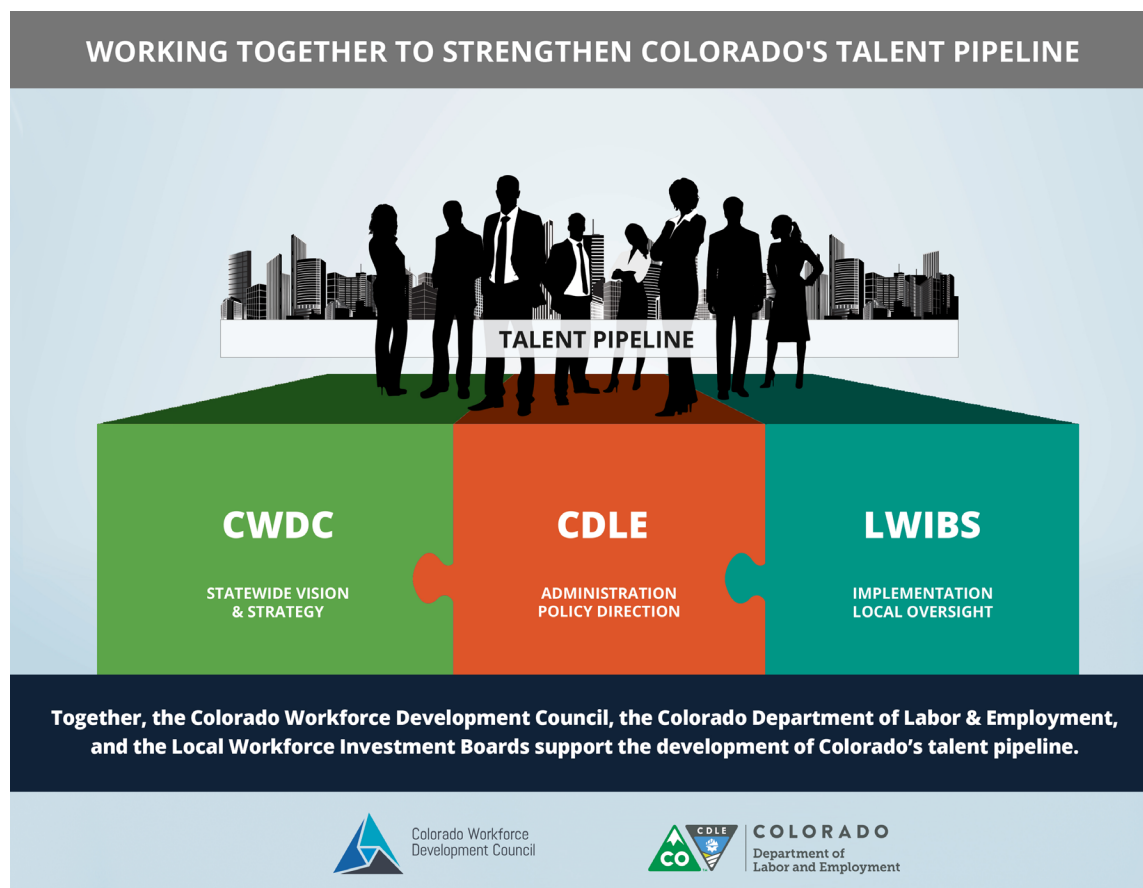 WORKING TOGETHER TO STRENGTHEN COLORADO'S TALENT PIPELINE
TALENT PIPELINE
CWDC
STATEWIDE VISION
& STRATEGY
CDLE
ADMINISTRATION
POLICY DIRECTION
LWIBS
IMPLEMENTATION
LOCAL OVERSIGHT
Together, the Colorado Workforce Development Council, the Colorado Department of Labor & Employment,
and the Local Workforce Investment Boards support the development of Colorado’s talent pipeline.
Colorado Workforce
Development Council
CO
CDLE
COLORADO
Department of
Labor and Employment